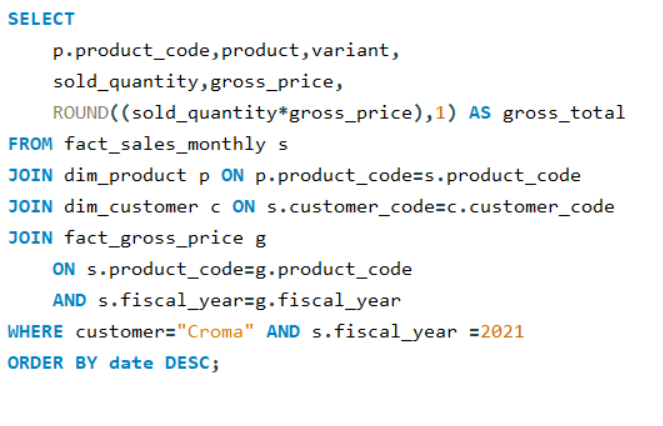 SELECT
    p.product_code,product,variant,
    sold_quantity,gross_price,
    ROUND((sold_quantity*gross_price),1) AS gross_total
FROM fact_sales_monthly s
JOIN dim_product p ON p.product_code=s.product_code
JOIN dim_customer c ON s.customer_code=c.customer_code
JOIN fact_gross_price g
    ON s.product_code=g.product_code
    AND s.fiscal_year=g.fiscal_year
WHERE customer="Croma" AND s.fiscal_year =2021
ORDER BY date DESC;